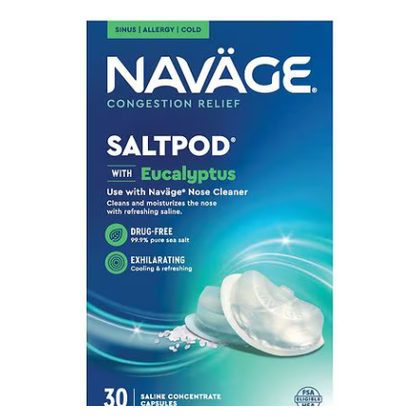 SINUS | ALLERGY | COLD
NAVÄGE®
CONGESTION RELIEF
SALTPOD®
WITH Eucalyptus
Use with Naväge® Nose Cleaner
Cleans and moisturizes the nose
with refreshing saline.
DRUG-FREE
99.9% pure sea salt
EXHILARATING
Cooling & refreshing
30 SALINE CONCENTRATE
CAPSULES
FSA
ELIGIBLE
HSA